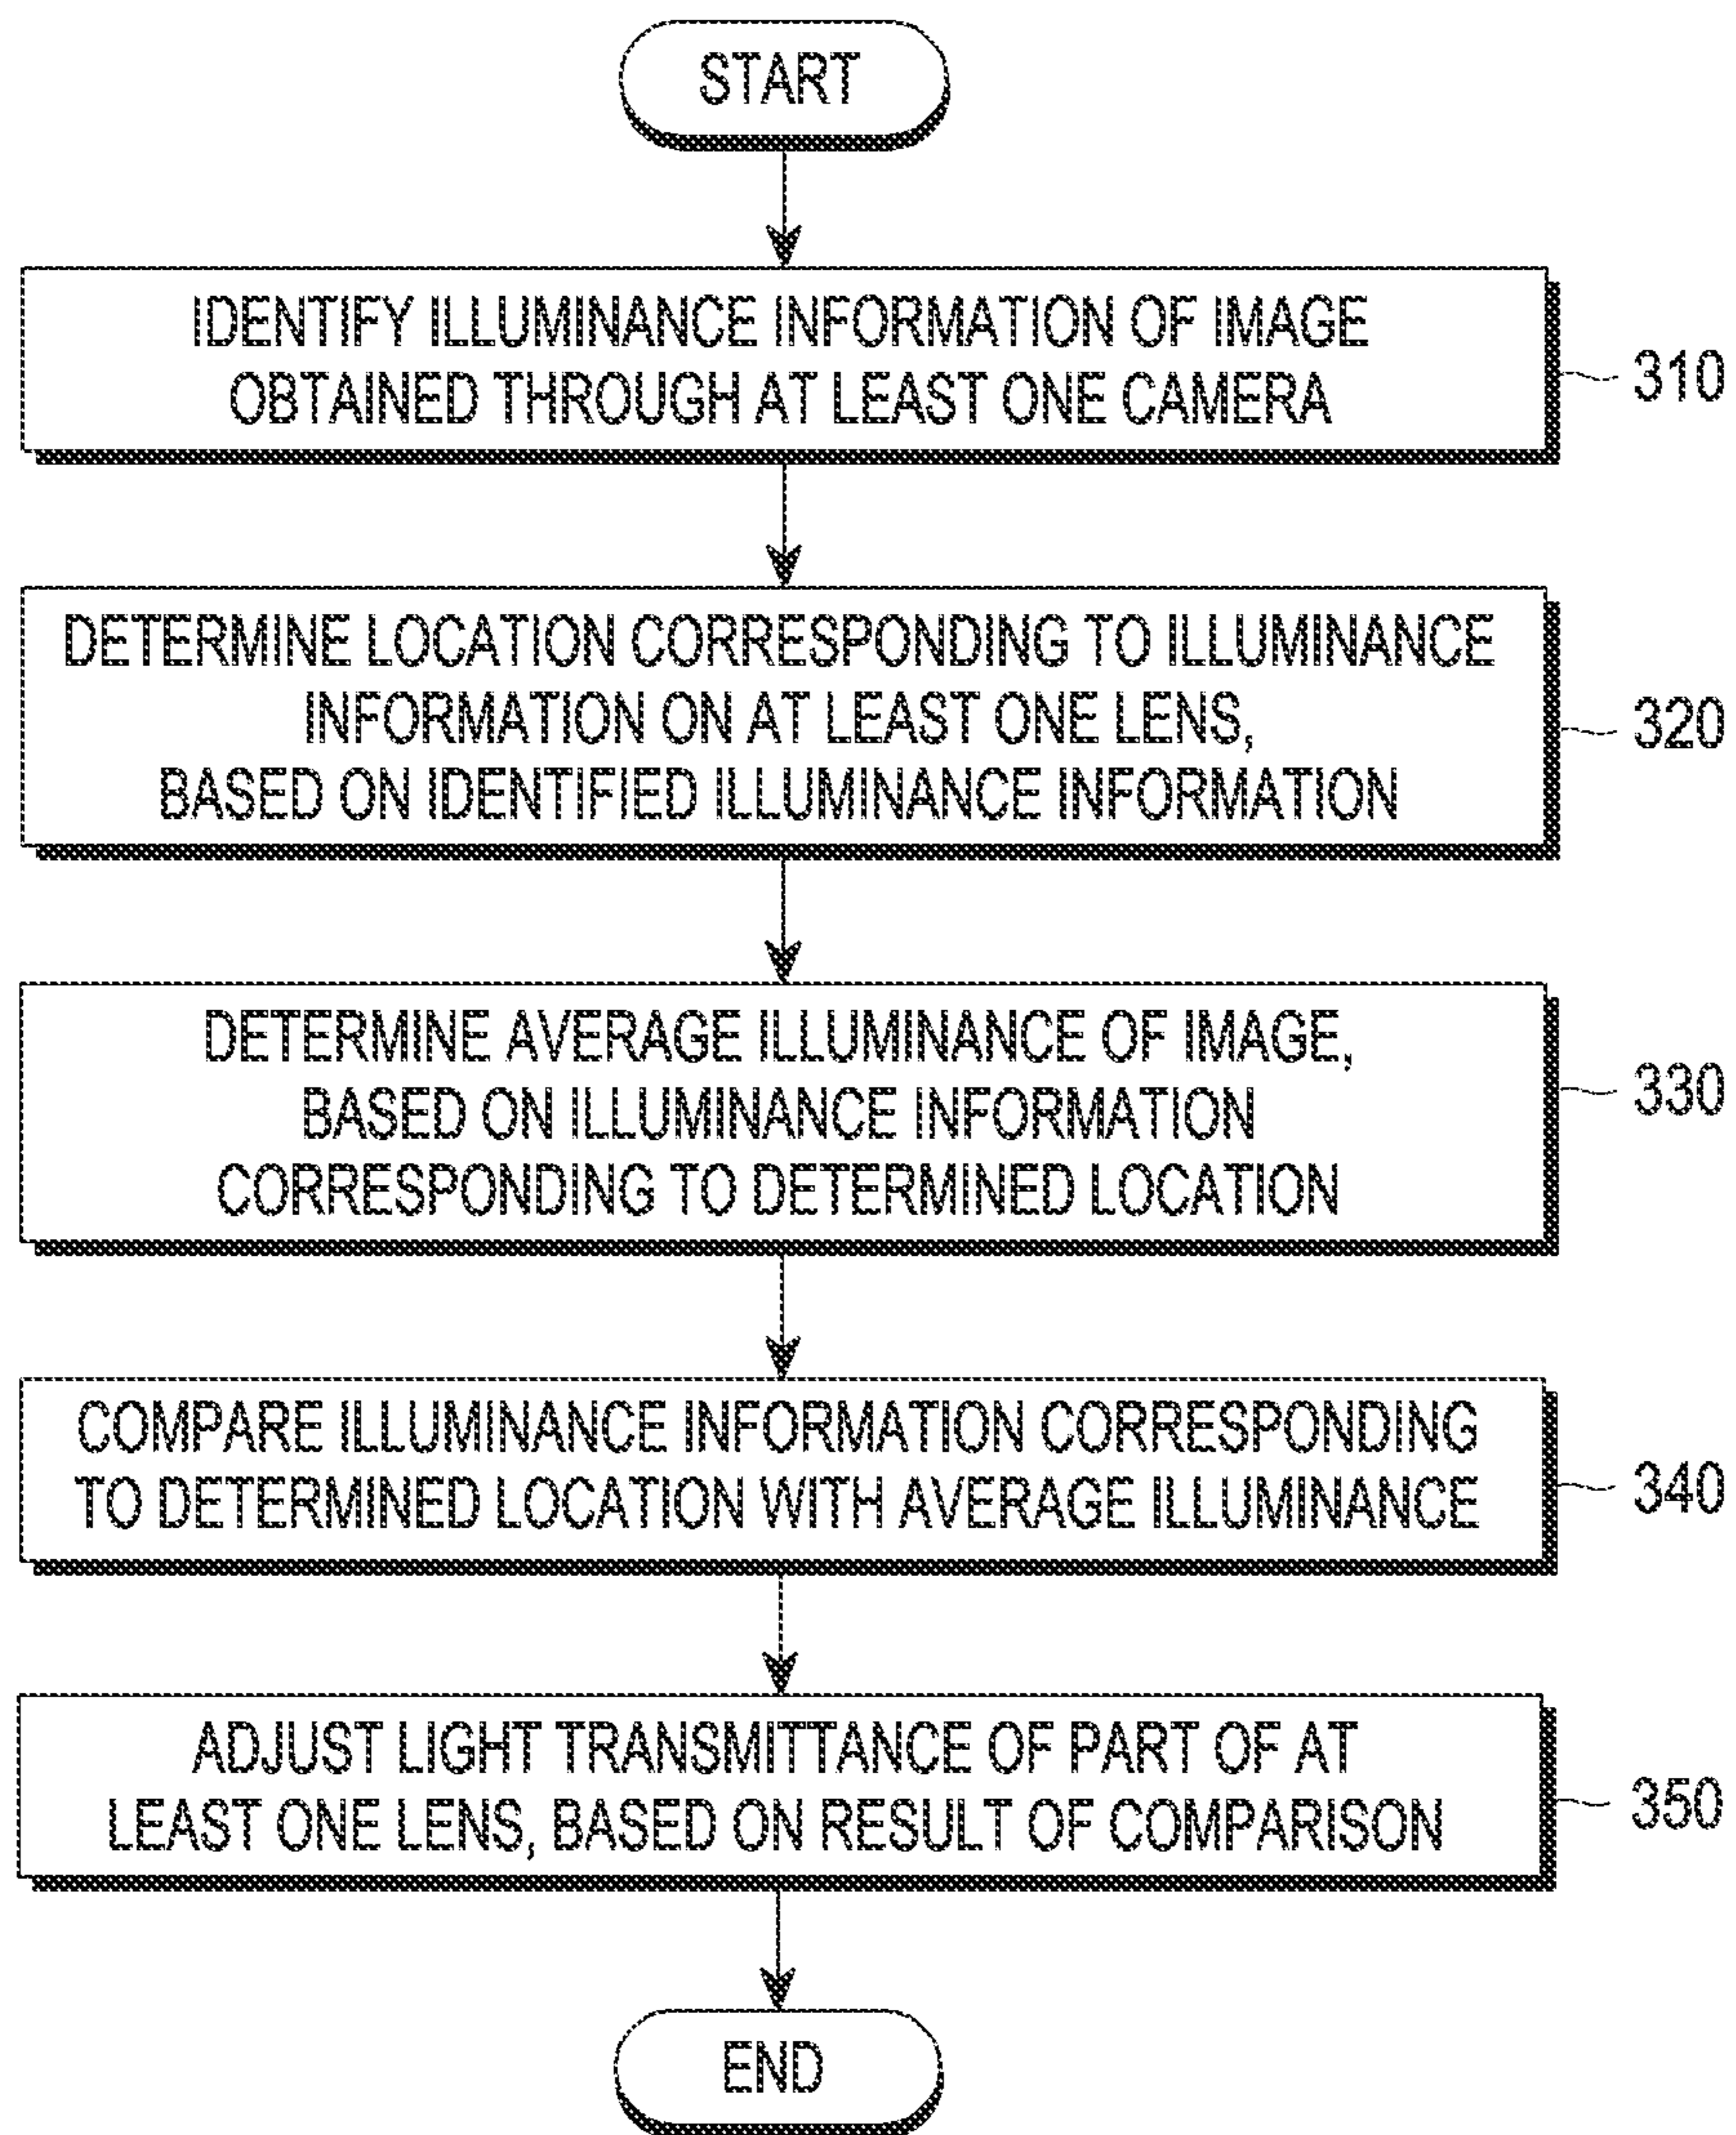 START
IDENTIFY ILLUMINANCE INFORMATION OF IMAGE
OBTAINED THROUGH AT LEAST ONE CAMERA
310
DETERMINE LOCATION CORRESPONDING TO ILLUMINANCE
INFORMATION ON AT LEAST ONE LENS,
BASED ON IDENTIFIED ILLUMINANCE INFORMATION
320
DETERMINE AVERAGE ILLUMINANCE OF IMAGE,
BASED ON ILLUMINANCE INFORMATION
CORRESPONDING TO DETERMINED LOCATION
330
COMPARE ILLUMINANCE INFORMATION CORRESPONDING
TO DETERMINED LOCATION WITH AVERAGE ILLUMINANCE
340
ADJUST LIGHT TRANSMITTANCE OF PART OF AT
LEAST ONE LENS, BASED ON RESULT OF COMPARISON
350
END